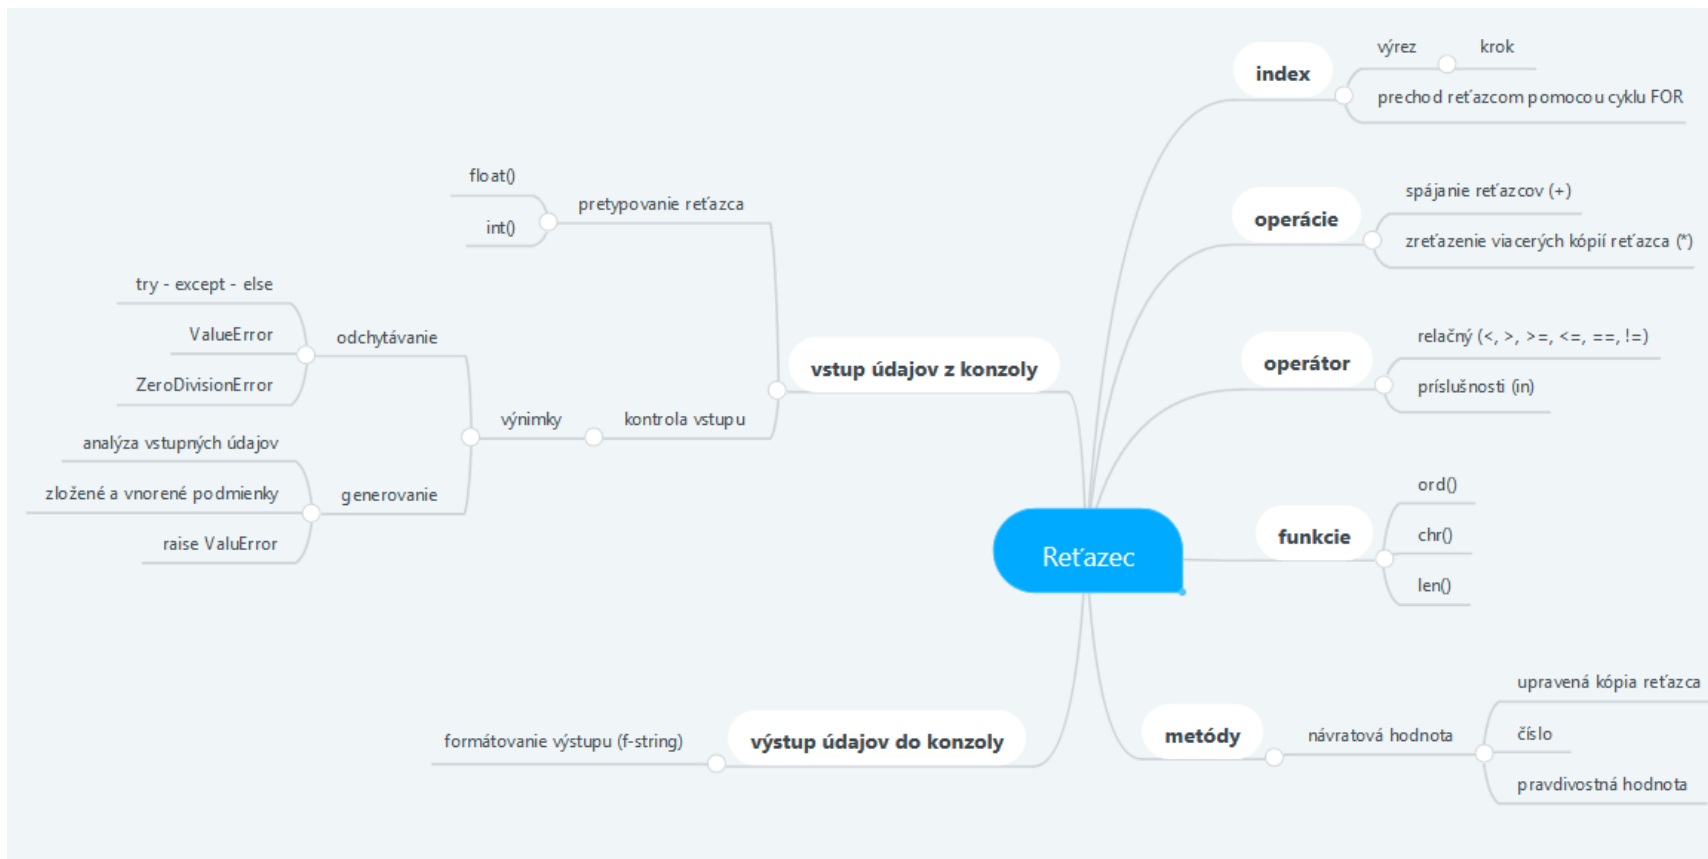 Reťazec
index
výrez
krok
prechod reťazcom pomocou cyklu FOR
operácie
spájanie reťazcov (+)
zreťazenie viacerých kópií reťazca (*)
operátor
relačný (<, >, >=, <=, ==, !=)
príslušnosti (in)
funkcie
ord()
chr()
len()
metódy
návratová hodnota
upravená kópia reťazca
číslo
pravdivostná hodnota
vstup údajov z konzoly
pretypovanie reťazca
float()
int()
kontrola vstupu
výnimky
odchytávanie
try - except - else
ValueError
ZeroDivisionError
generovanie
analýza vstupných údajov
zložené a vnorené podmienky
raise ValuError
výstup údajov do konzoly
formátovanie výstupu (f-string)